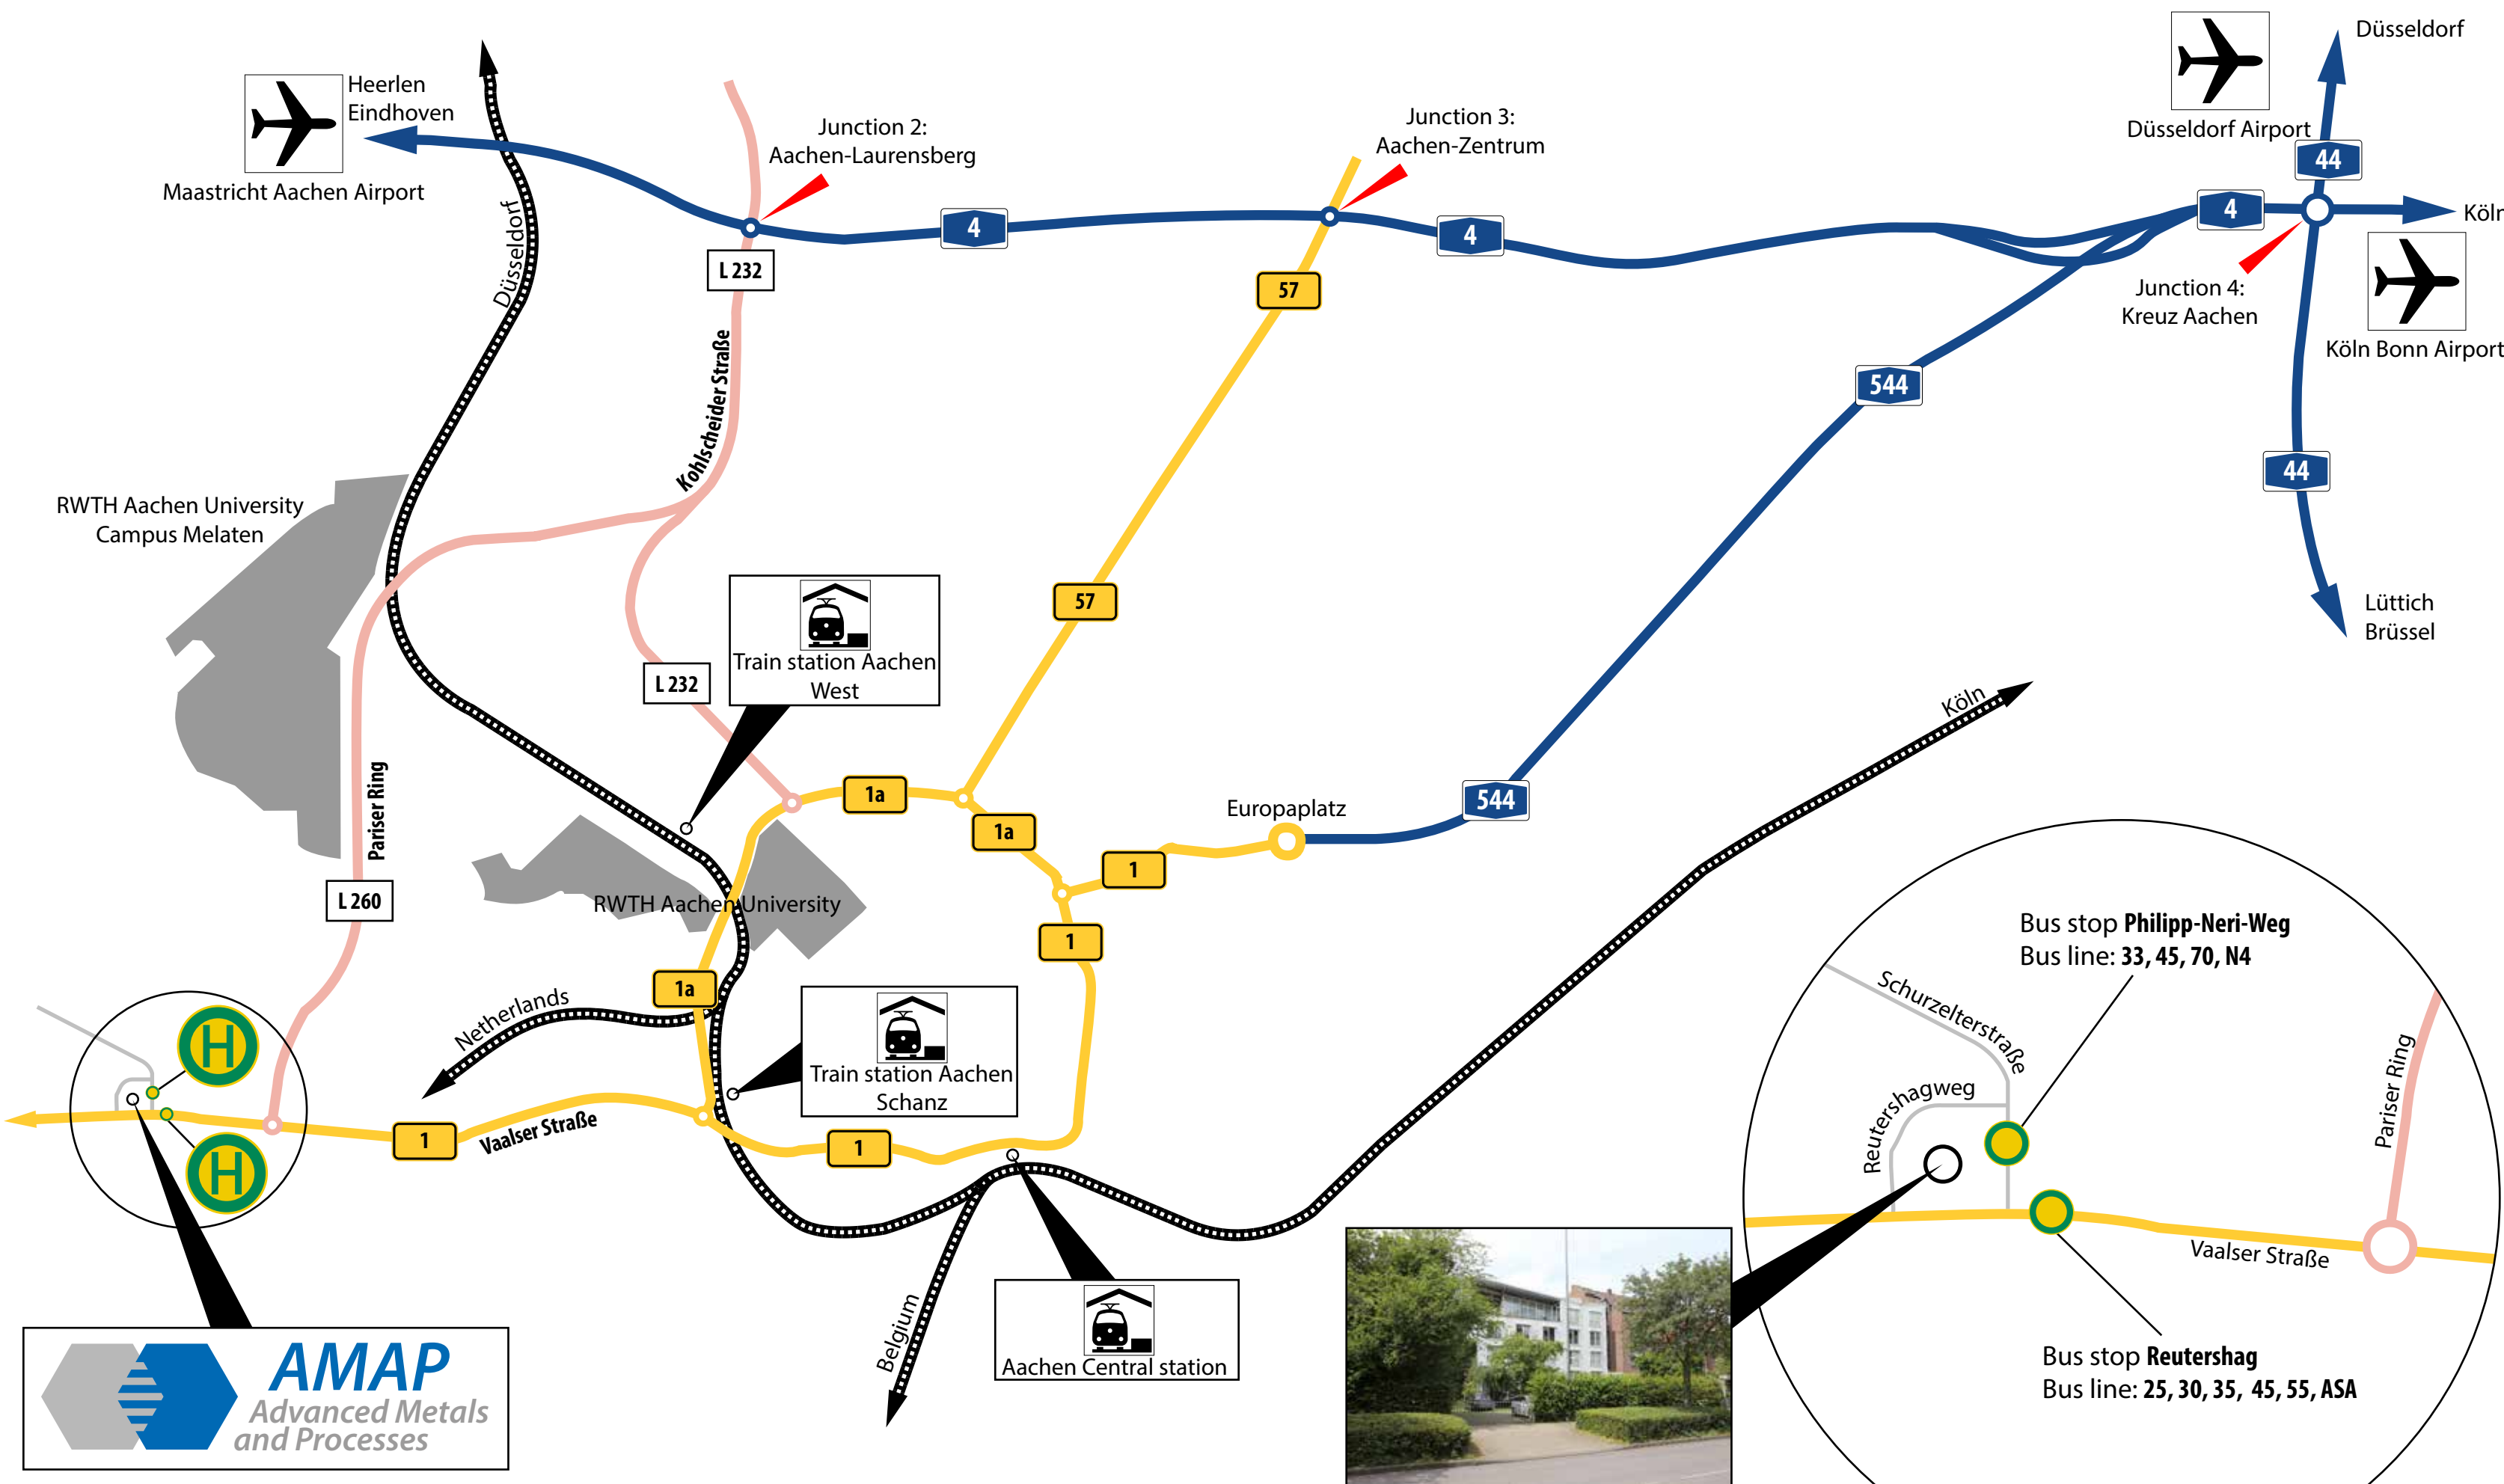 Düsseldorf
Heerlen
Eindhoven
Düsseldorf Airport
Junction 2:
Aachen-Laurensberg
Junction 3:
Aachen-Zentrum
44
Maastricht Aachen Airport
Düsseldorf
4
4
4
Köln
L 232
57
Junction 4:
Kreuz Aachen
Köln Bonn Airport
Kohlscheider Straße
544
44
RWTH Aachen University
Campus Melaten
57
Lüttich
Brüssel
Train station Aachen
West
L 232
Köln
Pariser Ring
1a
544
Europaplatz
1a
1
L 260
RWTH Aachen University
1
1a
Netherlands
Train station Aachen
Schanz
H
H
1
Vaalser Straße
1
Bus stop Philipp-Neri-Weg
Bus line: 33, 45, 70, N4
Schurzelterstraße
Reutershagweg
Pariser Ring
Vaalser Straße
Belgium
Aachen Central station
Bus stop Reutershag
Bus line: 25, 30, 35, 45, 55, ASA
AMAP
Advanced Metals
and Processes